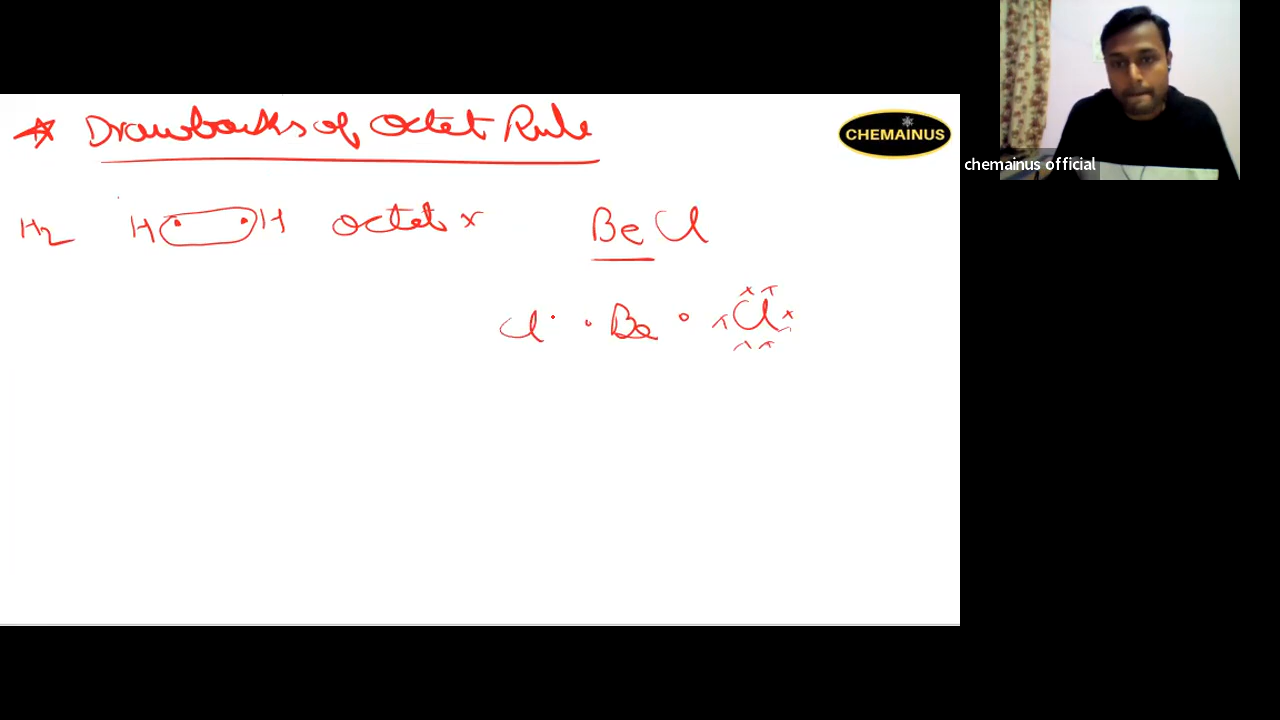 * Drawbacks of Octet Rule
CHEMAINUS
chemainus official
H2 H · · H octet x BeCl
Cl · · Be · Cl